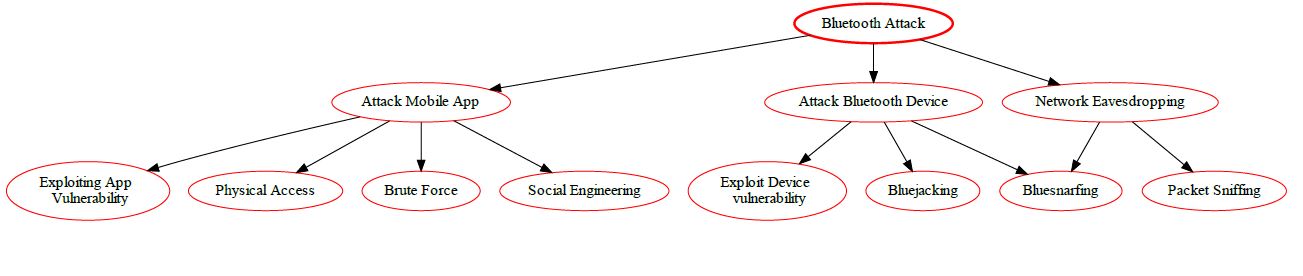 Bluetooth Attack
Attack Mobile App
Attack Bluetooth Device
Network Eavesdropping
Exploiting App
Vulnerability
Physical Access
Brute Force
Social Engineering
Exploit Device
vulnerability
Bluejacking
Bluesnarfing
Packet Sniffing